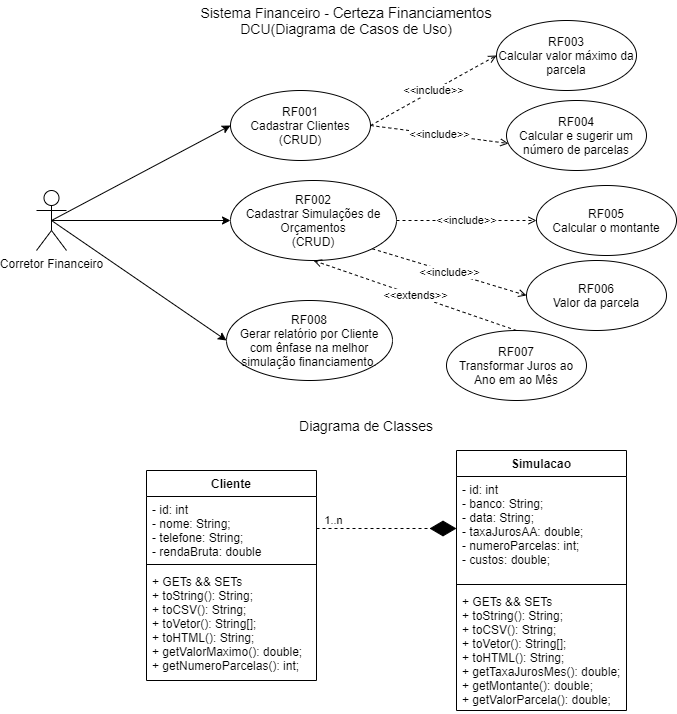 Sistema Financeiro - Certeza Financiamentos
DCU(Diagrama de Casos de Uso)
RF003
Calcular valor máximo da
parcela
<<include>>
RF001
Cadastrar Clientes
(CRUD)
RF004
Calcular e sugerir um
número de parcelas
<<include>>
RF002
Cadastrar Simulações de
Orçamentos
(CRUD)
<<include>>
RF005
Calcular o montante
Corretor Financeiro
<<include>>
RF006
Valor da parcela
<<extends>>
RF008
Gerar relatório por Cliente
com ênfase na melhor
simulação financiamento
RF007
Transformar Juros ao
Ano em ao Mês
Diagrama de Classes
Cliente
- id: int
- nome: String;
- telefone: String;
- rendaBruta: double
+ GETs && SETs
+ toString(): String;
+ toCSV(): String;
+ toVetor(): String[];
+ toHTML(): String;
+ getValorMaximo(): double;
+ getNumeroParcelas(): int;
1..n
Simulacao
- id: int
- banco: String;
- data: String;
- taxaJurosAA: double;
- numeroParcelas: int;
- custos: double;
+ GETs && SETs
+ toString(): String;
+ toCSV(): String;
+ toVetor(): String[];
+ toHTML(): String;
+ getTaxaJurosMes(): double;
+ getMontante(): double;
+ getValorParcela(): double;